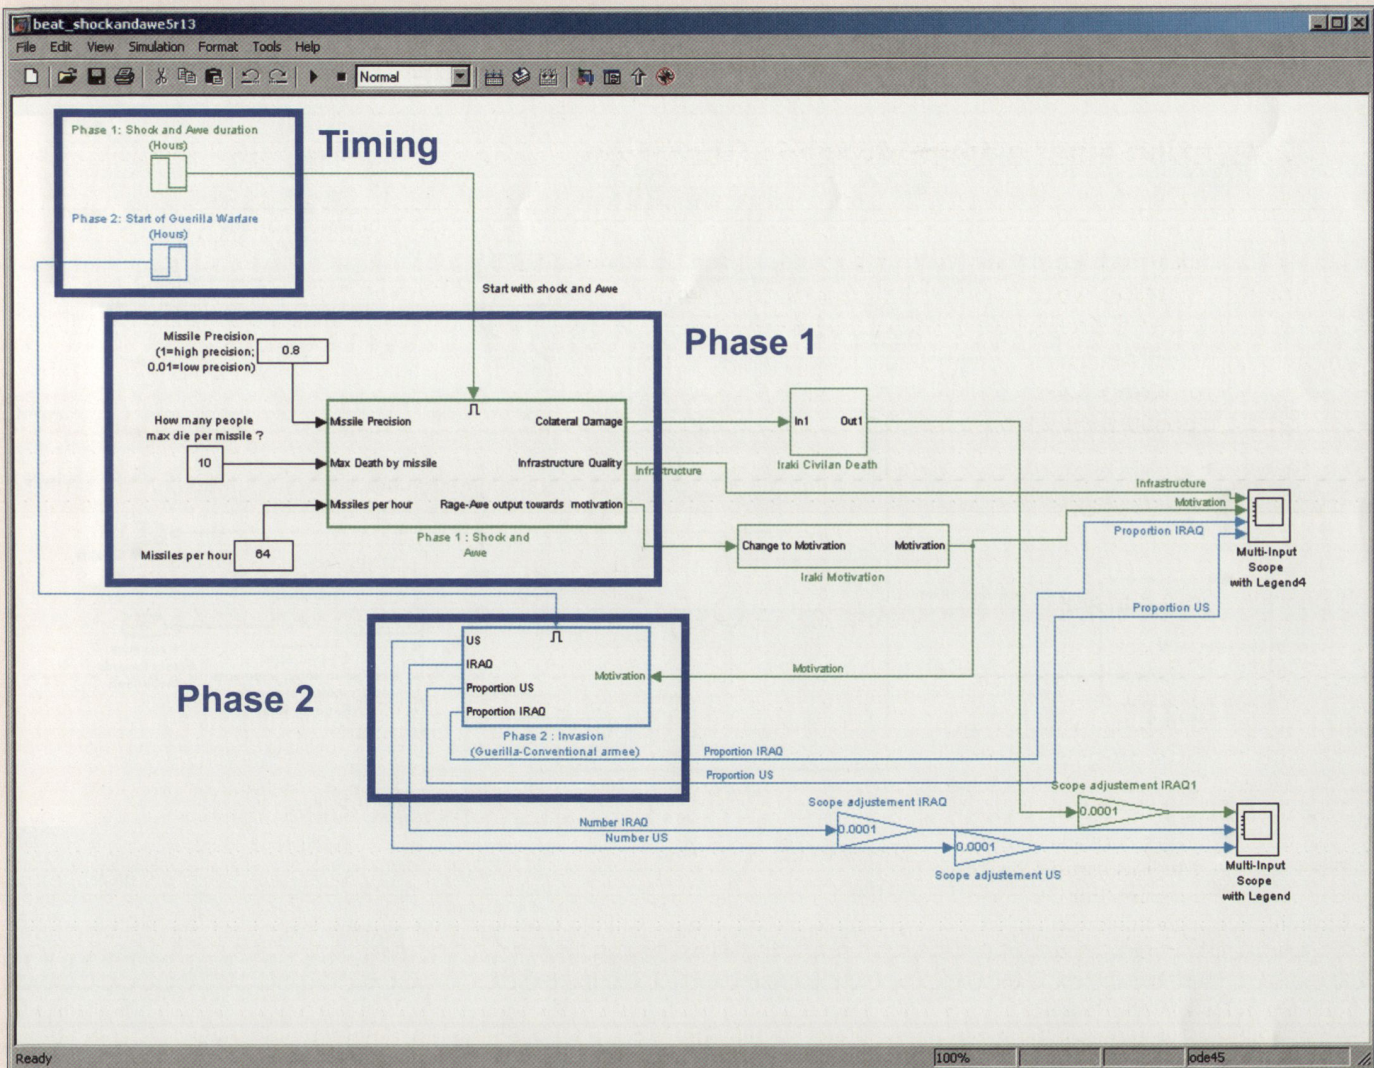 beat_shockandawe5r13
File Edit View Simulation Format Tools Help
Normal
Phase 1: Shock and Awe duration
(Hours)
Timing
Phase 2: Start of Guerilla Warfare
(Hours)
Start with shock and Awe
Phase 1
Missile Precision
(1=high precision;
0.01=low precision)
0.8
How many people
max die per missile ?
10
Missiles per hour
64
Missile Precision
Max Death by missile
Missiles per hour
Colateral Damage
Infrastructure Quality
Rage-Awe output towards motivation
Phase 1 : Shock and
Awe
Infrastructure
In1 Out1
Iraki Civilan Death
Change to Motivation Motivation
Iraki Motivation
Infrastructure
Motivation
Proportion IRAQ
Proportion US
Multi-Input
Scope
with Legend4
Phase 2
US
IRAQ
Proportion US
Proportion IRAQ
Motivation
Phase 2 : Invasion
(Guerilla-Conventional armee)
Motivation
Proportion IRAQ
Proportion US
Number IRAQ
Number US
Scope adjustement IRAQ
0.0001
Scope adjustement IRAQ1
0.0001
0.0001
Scope adjustement US
Multi-Input
Scope
with Legend
Ready
100%
ode45